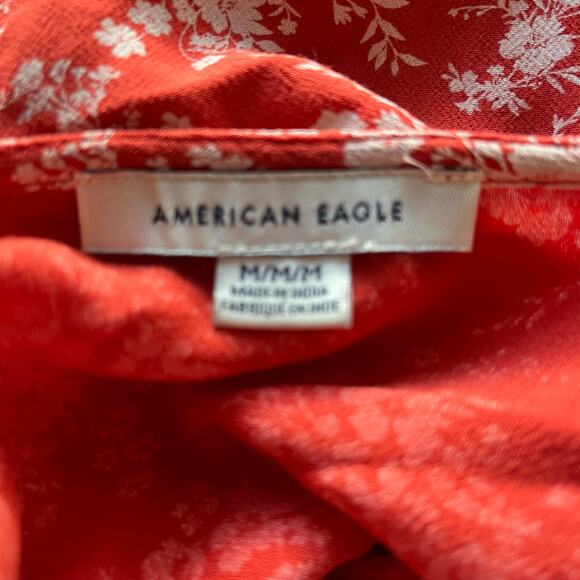 AMERICAN EAGLE
M/M/M
MADE IN INDIA
FABRIQUÉ EN INDE